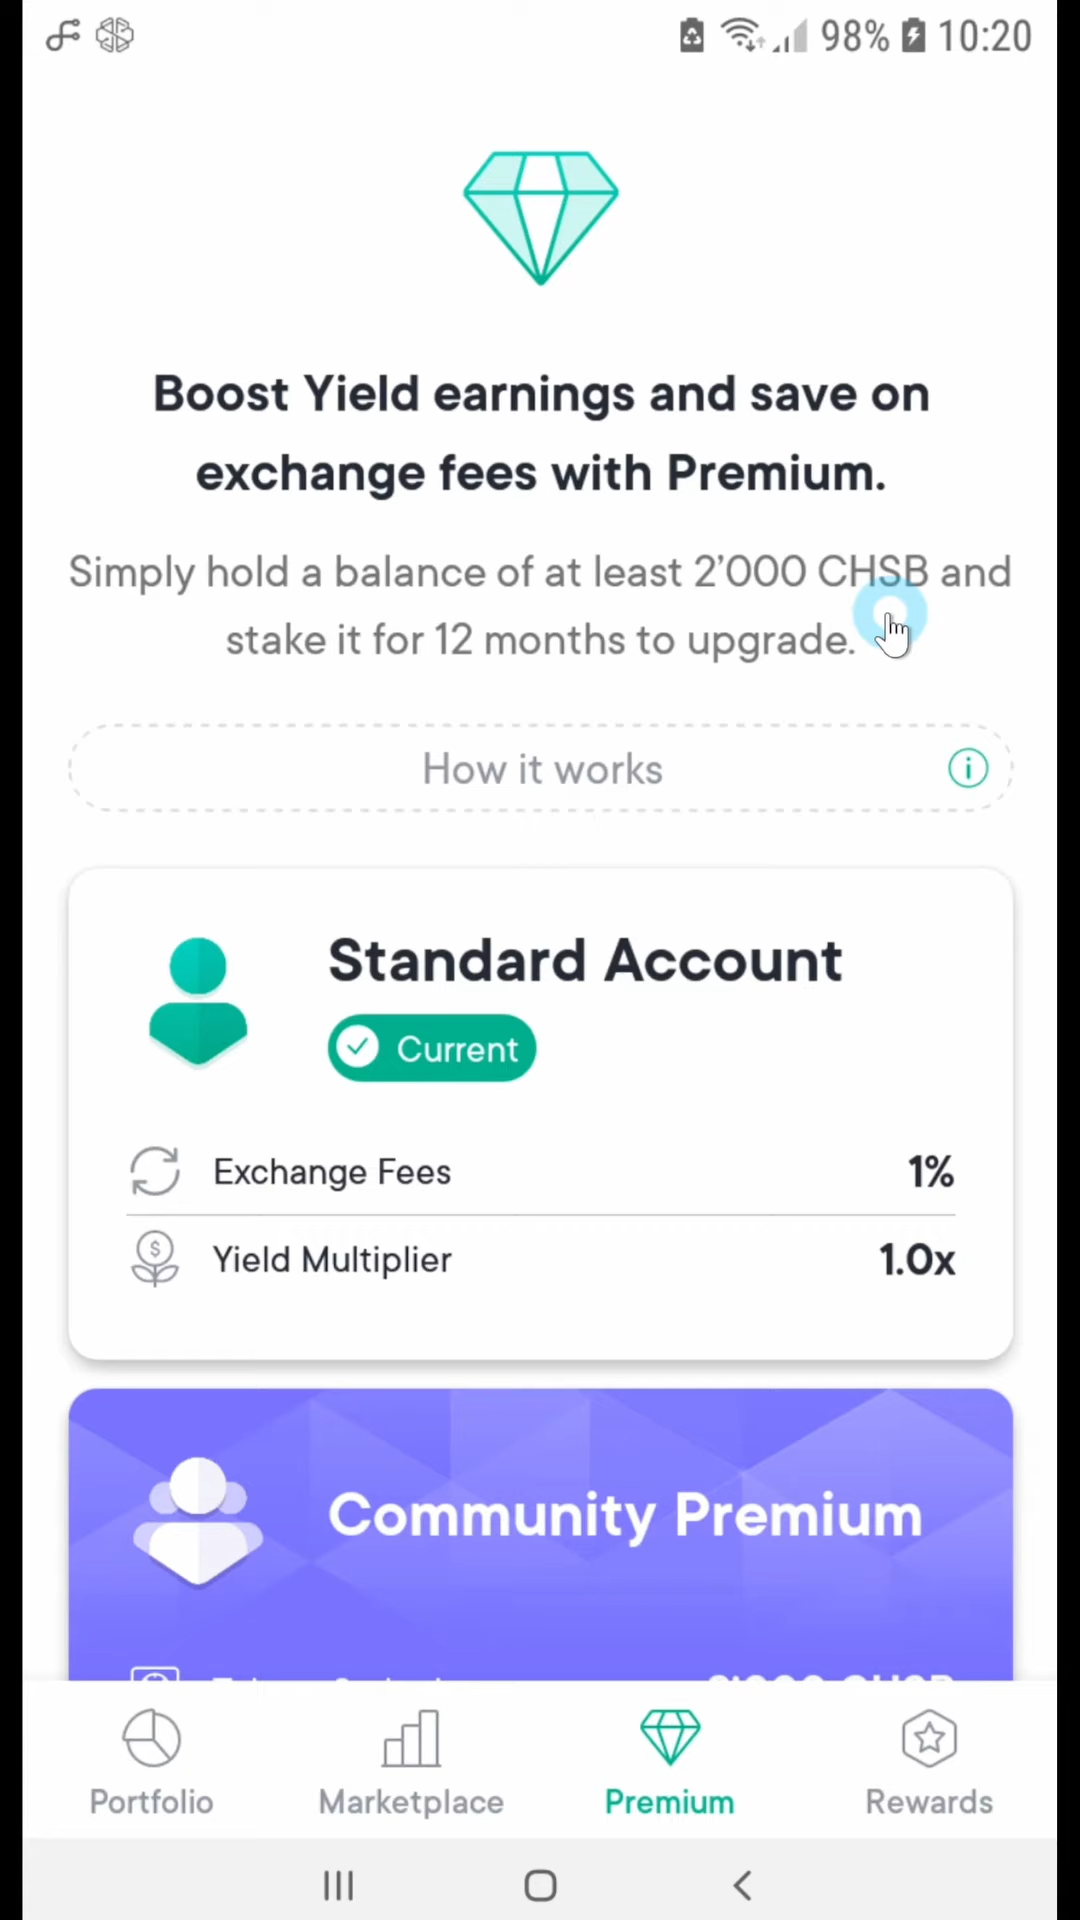 98% 10:20
Boost Yield earnings and save on
exchange fees with Premium.
Simply hold a balance of at least 2’000 CHSB and
stake it for 12 months to upgrade.
How it works
Standard Account
Current
Exchange Fees 1%
Yield Multiplier 1.0x
Community Premium
Portfolio Marketplace Premium Rewards